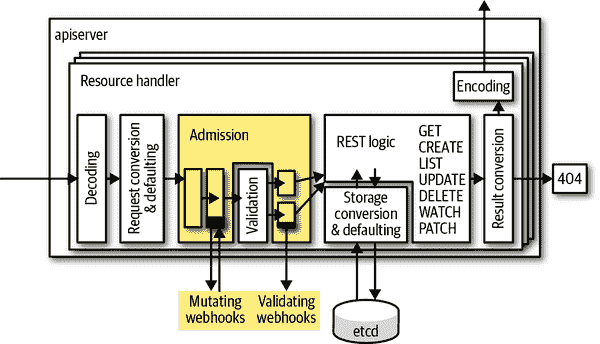 apiserver
Resource handler
Encoding
Decoding
Request conversion
& defaulting
Admission
Validation
REST logic
GET
CREATE
LIST
UPDATE
DELETE
WATCH
PATCH
Storage
conversion
& defaulting
Result conversion
404
Mutating
webhooks
Validating
webhooks
etcd